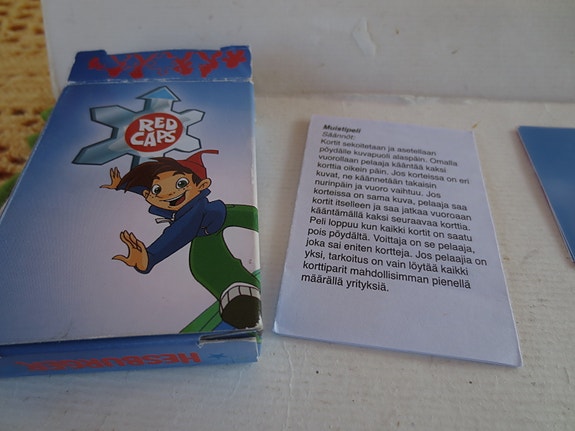 RED
CAPS
HESBURGER
Muistipeli
Säännöt:
Kortit sekoitetaan ja asetellaan
pöydälle kuvapuoli alaspäin. Omalla
vuorollaan pelaaja kääntää kaksi
korttia oikein päin. Jos korteissa on eri
kuvat, ne käännetään takaisin
nurinpäin ja vuoro vaihtuu. Jos
korteissa on sama kuva, pelaaja saa
kortit itselleen ja saa jatkaa vuoroaan
kääntämällä kaksi seuraavaa korttia.
Peli loppuu kun kaikki kortit on saatu
pois pöydältä. Voittaja on se pelaaja,
joka sai eniten kortteja. Jos pelaajia on
yksi, tarkoitus on vain löytää kaikki
korttiparit mahdollisimman pienellä
määrällä yrityksiä.